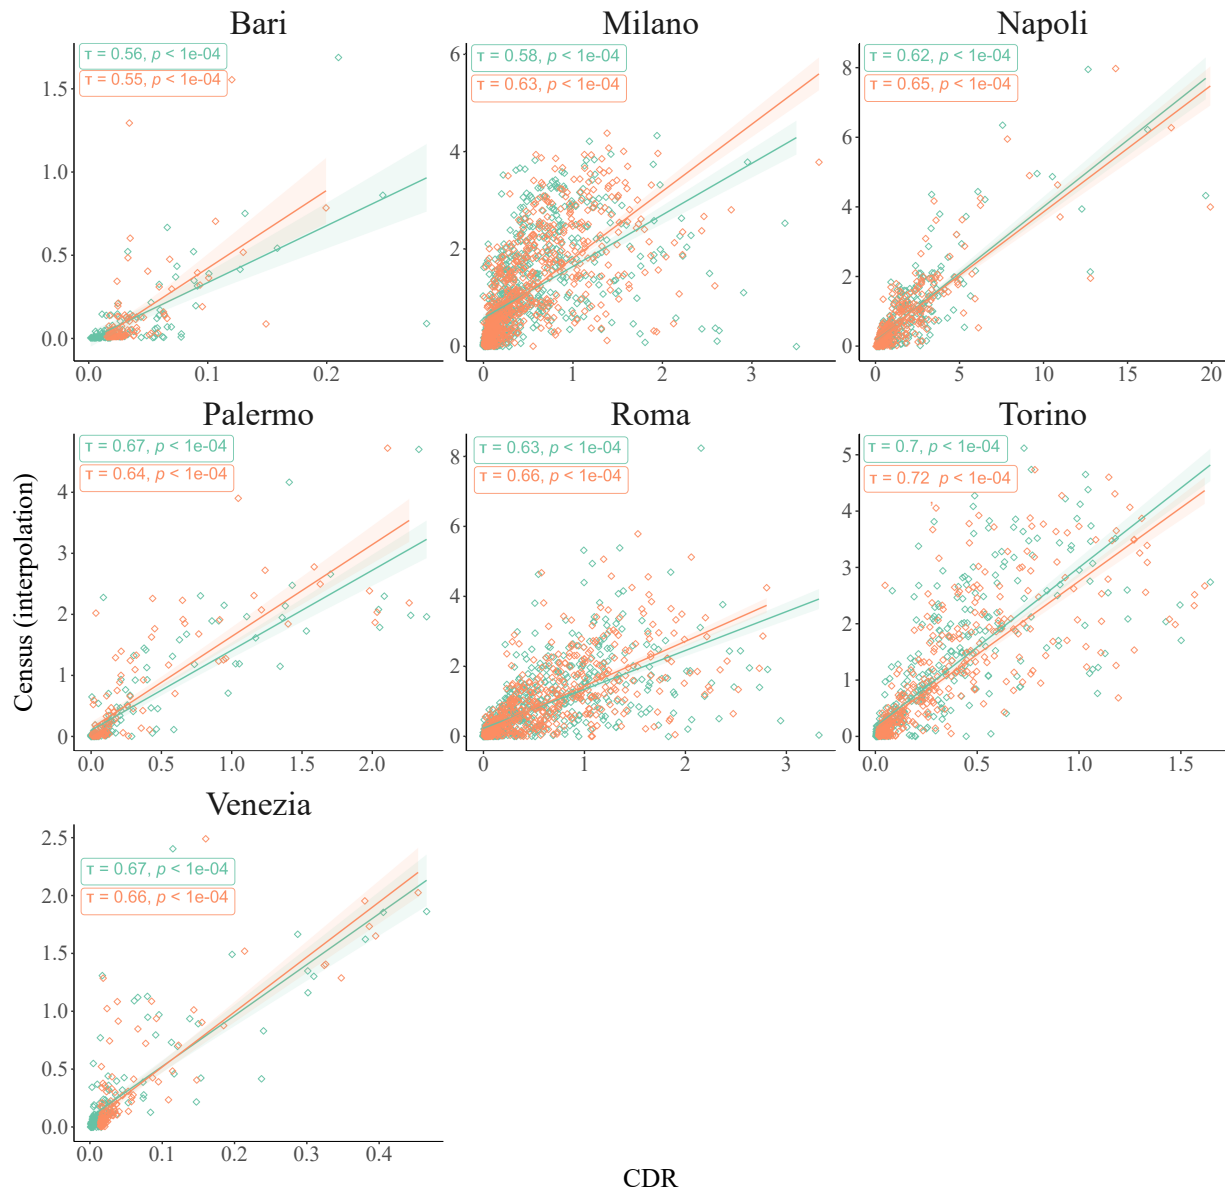 Bari Milano Napoli
τ = 0.56, p < 1e-04
τ = 0.55, p < 1e-04
1.5
1.0
0.5
0.0
0.0 0.1 0.2
τ = 0.58, p < 1e-04
τ = 0.63, p < 1e-04
6
4
2
0
0 1 2 3
τ = 0.62, p < 1e-04
τ = 0.65, p < 1e-04
8
6
4
2
0
0 5 10 15 20
Palermo Roma Torino
τ = 0.67, p < 1e-04
τ = 0.64, p < 1e-04
4
3
2
1
0
0.0 0.5 1.0 1.5 2.0
τ = 0.63, p < 1e-04
τ = 0.66, p < 1e-04
8
6
4
2
0
0 1 2 3
τ = 0.7, p < 1e-04
τ = 0.72 p < 1e-04
5
4
3
2
1
0
0.0 0.5 1.0 1.5
Venezia
τ = 0.67, p < 1e-04
τ = 0.66, p < 1e-04
2.5
2.0
1.5
1.0
0.5
0.0
0.0 0.1 0.2 0.3 0.4
Census (interpolation)
CDR